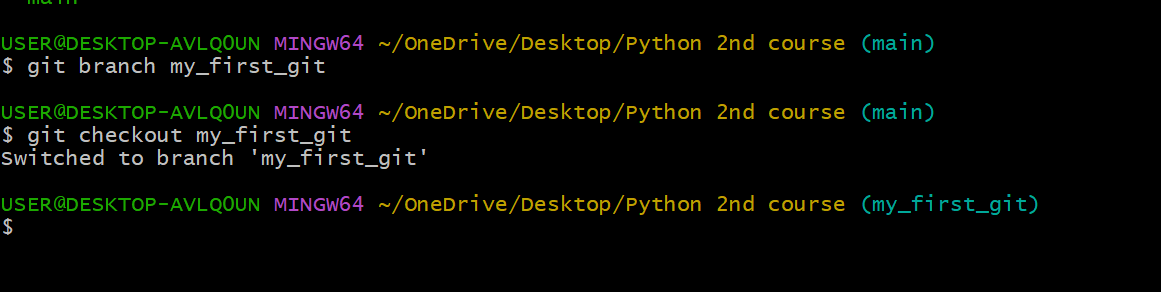 main
USER@DESKTOP-AVLQ0UN MINGW64 ~/OneDrive/Desktop/Python 2nd course (main)
$ git branch my_first_git
USER@DESKTOP-AVLQ0UN MINGW64 ~/OneDrive/Desktop/Python 2nd course (main)
$ git checkout my_first_git
Switched to branch 'my_first_git'
USER@DESKTOP-AVLQ0UN MINGW64 ~/OneDrive/Desktop/Python 2nd course (my_first_git)
$